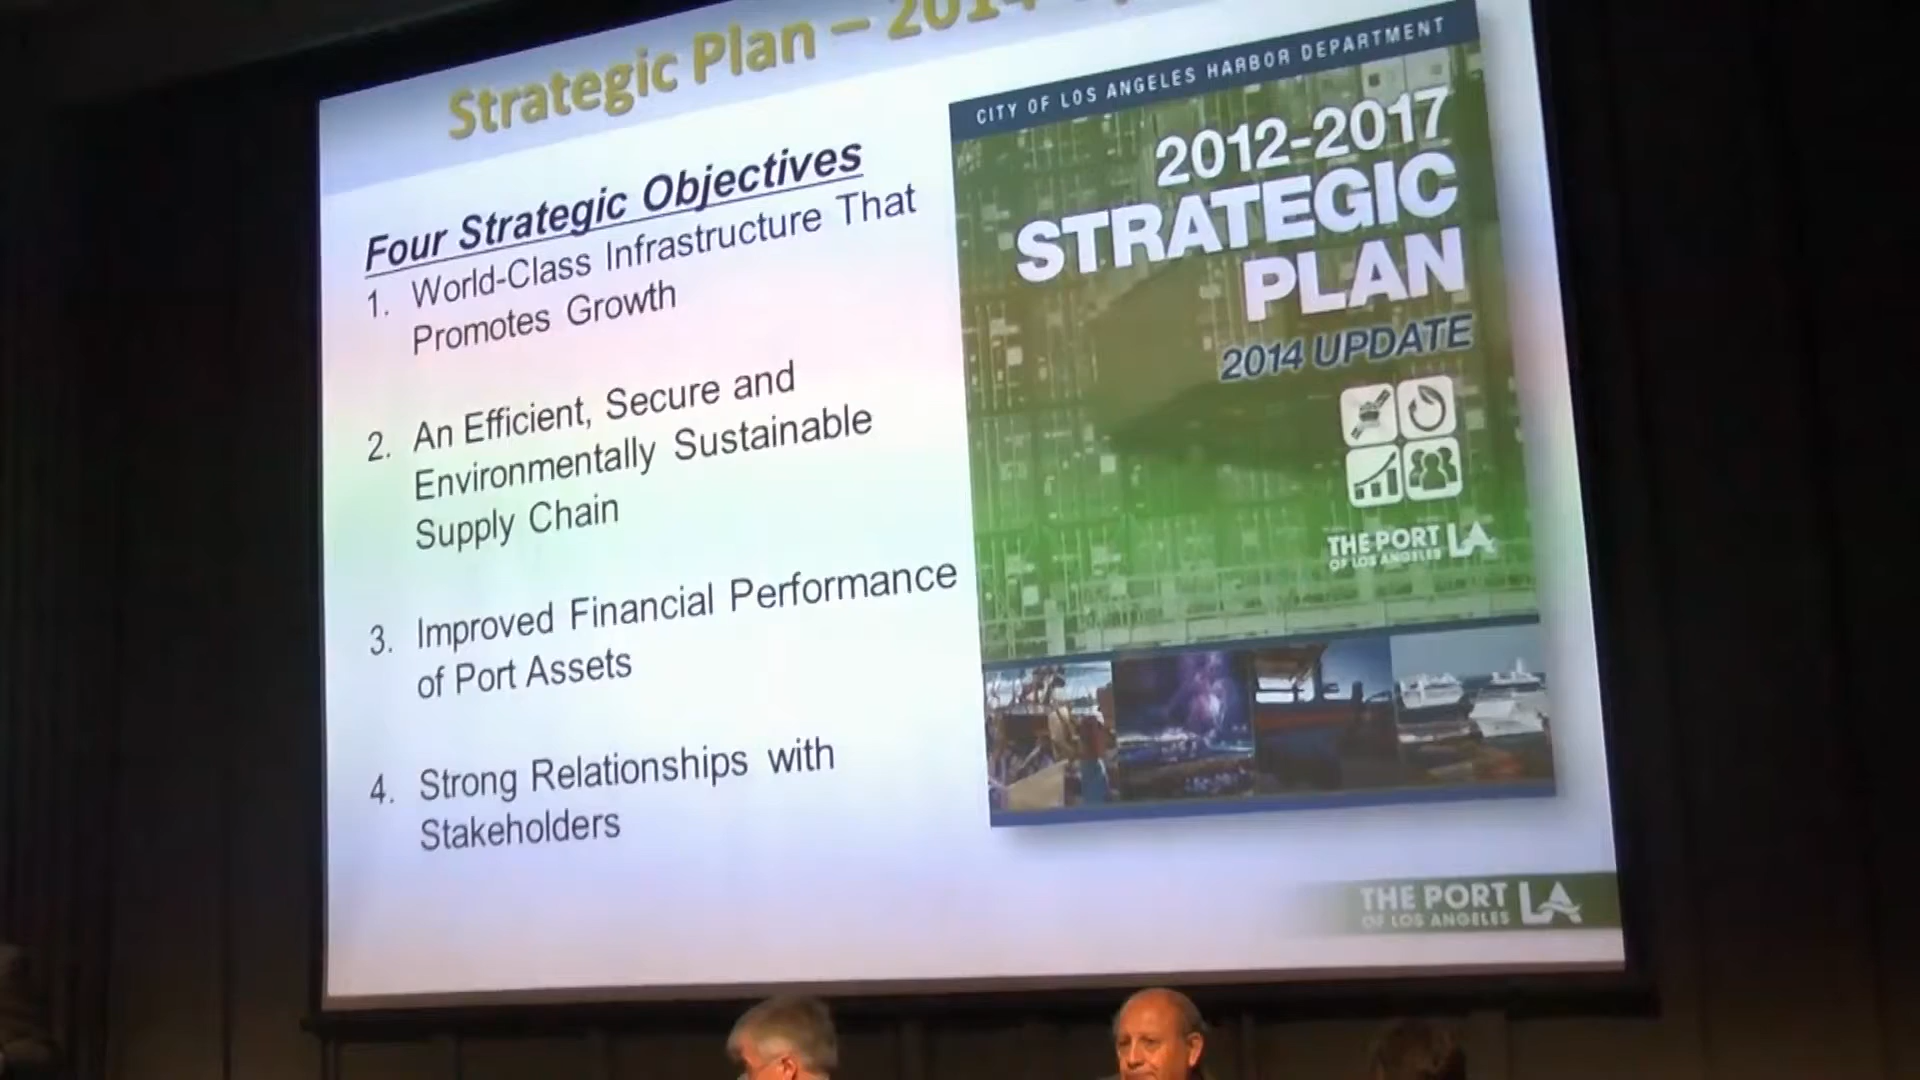 Strategic Plan – 2014
Four Strategic Objectives
1. World-Class Infrastructure That
Promotes Growth
2. An Efficient, Secure and
Environmentally Sustainable
Supply Chain
3. Improved Financial Performance
of Port Assets
4. Strong Relationships with
Stakeholders
CITY OF LOS ANGELES HARBOR DEPARTMENT
2012-2017
STRATEGIC
PLAN
2014 UPDATE
THE PORT
OF LOS ANGELES
LA
THE PORT
OF LOS ANGELES
LA